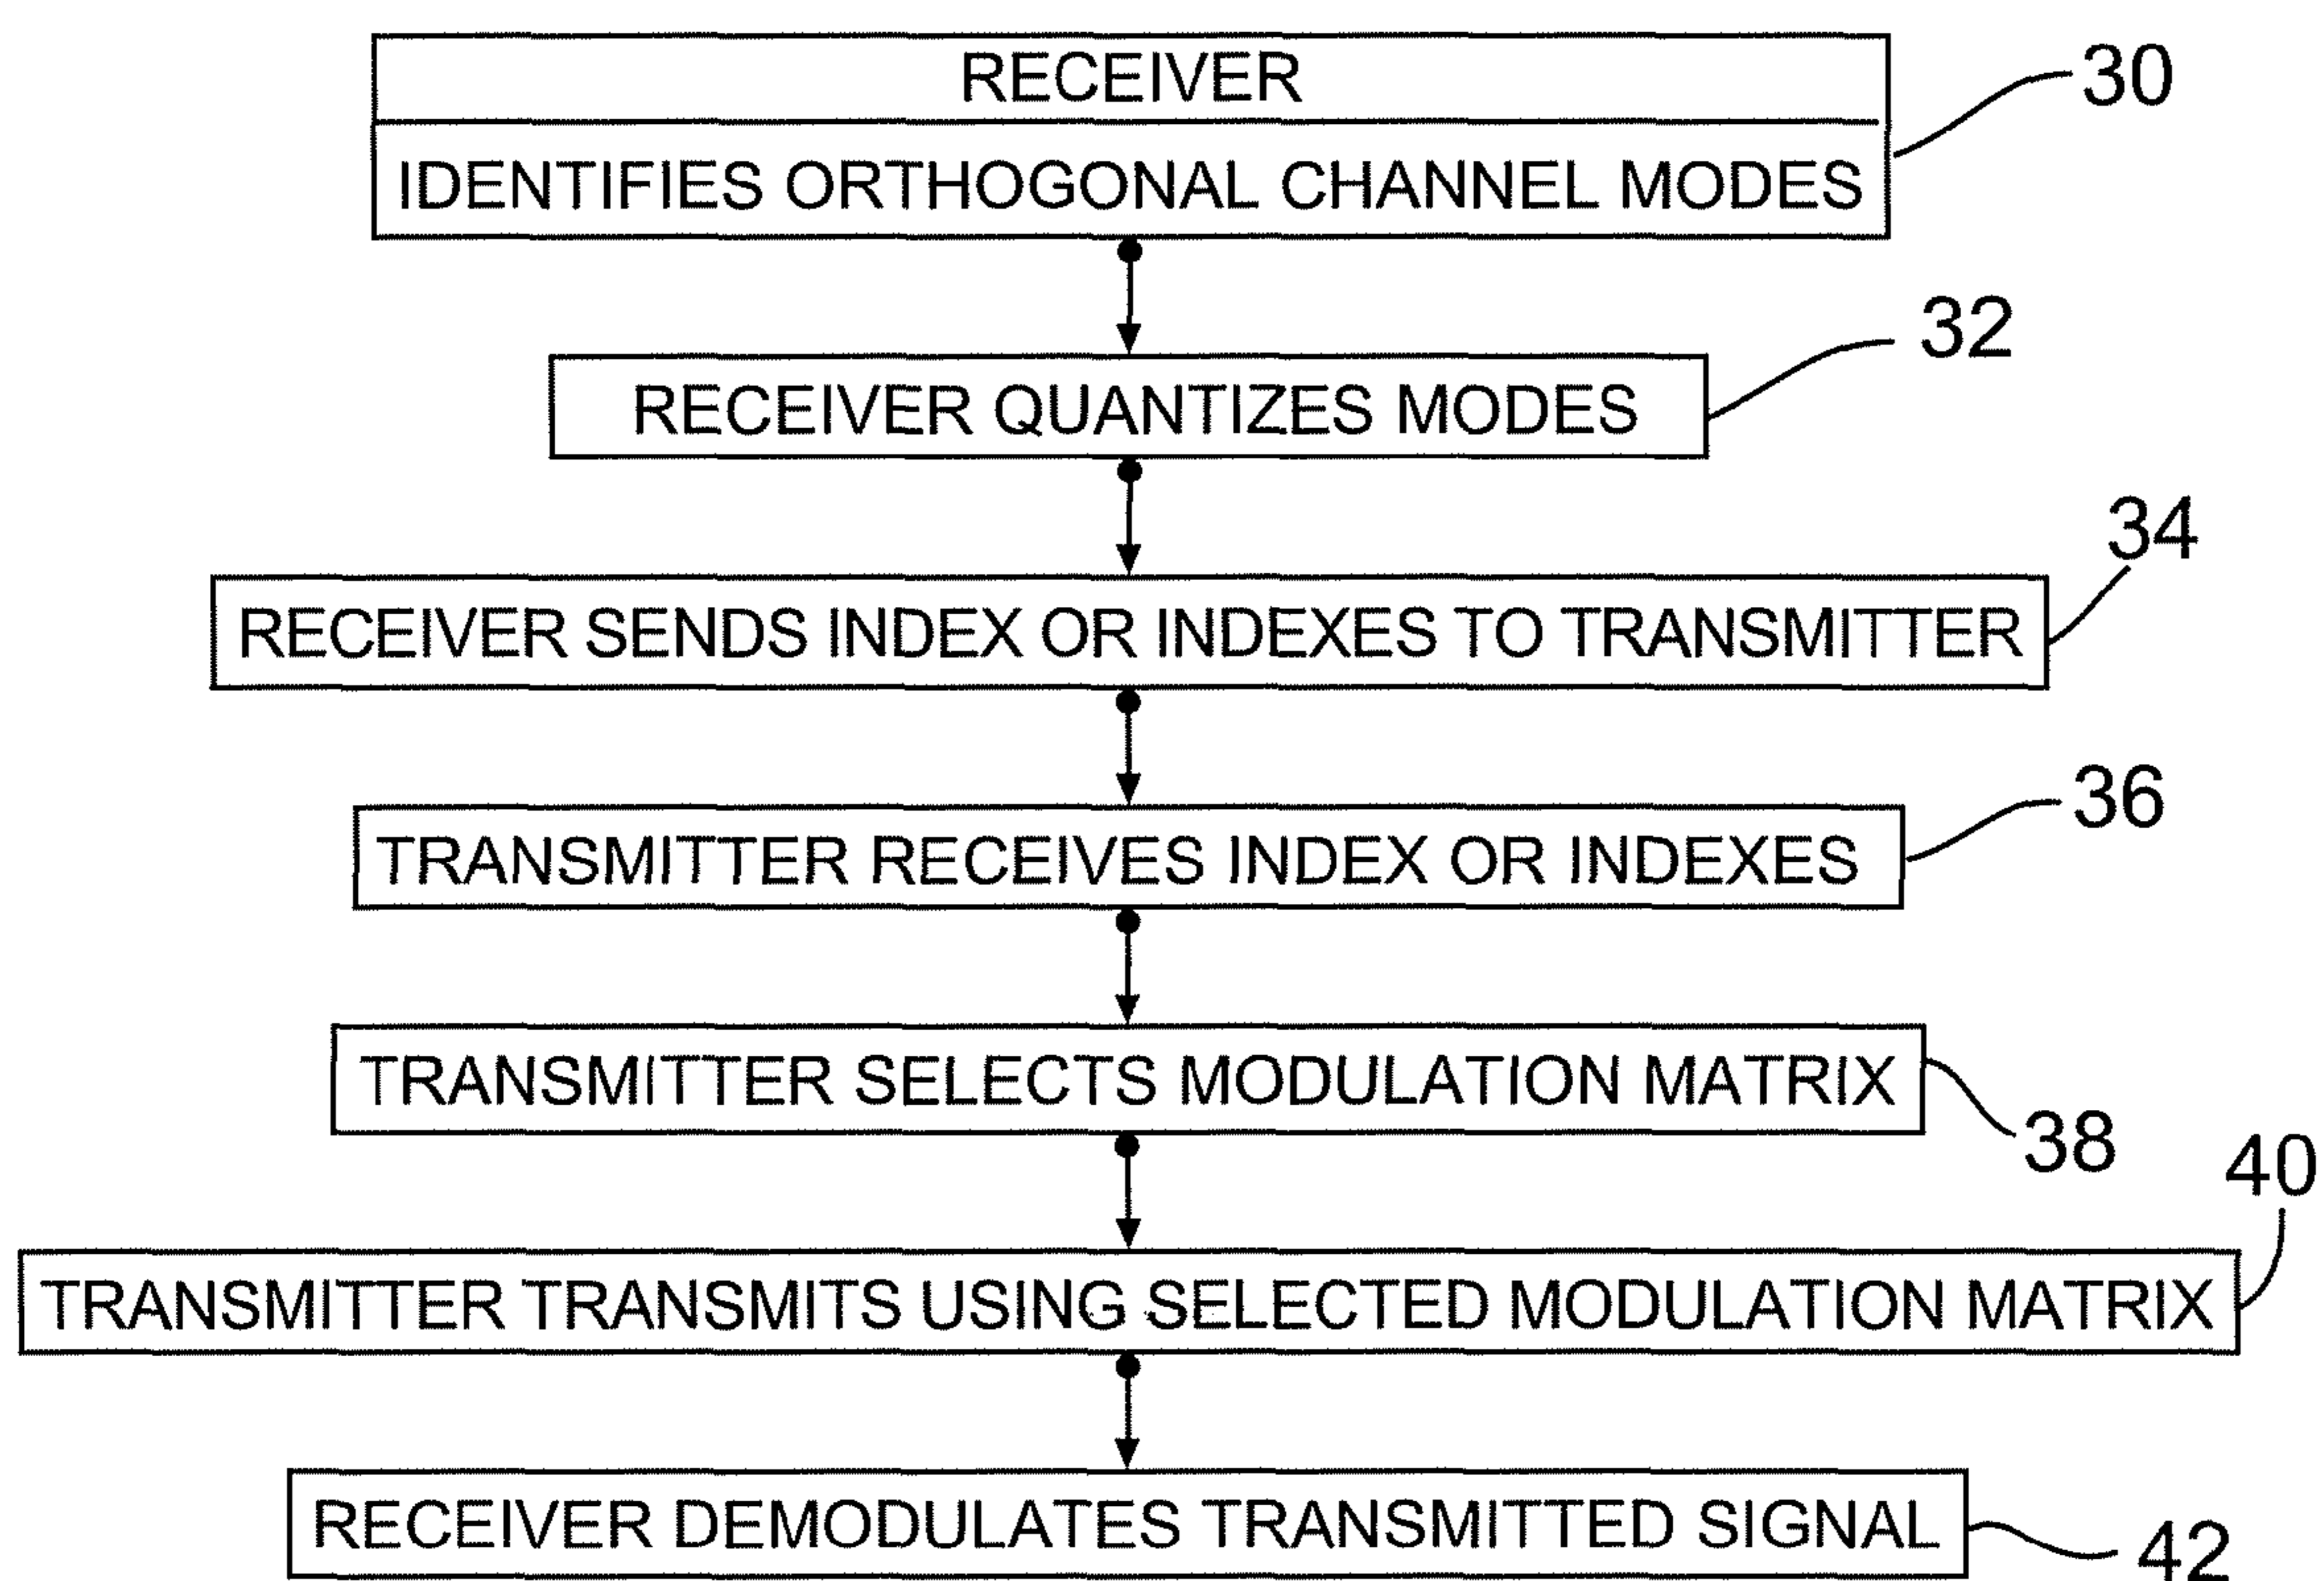 RECEIVER
30
IDENTIFIES ORTHOGONAL CHANNEL MODES
32
RECEIVER QUANTIZES MODES
34
RECEIVER SENDS INDEX OR INDEXES TO TRANSMITTER
36
TRANSMITTER RECEIVES INDEX OR INDEXES
TRANSMITTER SELECTS MODULATION MATRIX
38
40
TRANSMITTER TRANSMITS USING SELECTED MODULATION MATRIX
RECEIVER DEMODULATES TRANSMITTED SIGNAL
42